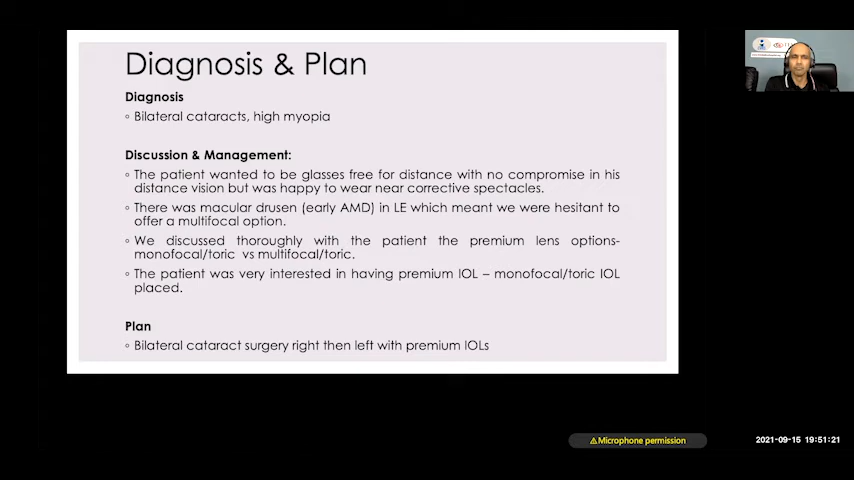 Diagnosis & Plan
Diagnosis
◦ Bilateral cataracts, high myopia
Discussion & Management:
◦ The patient wanted to be glasses free for distance with no compromise in his
distance vision but was happy to wear near corrective spectacles.
◦ There was macular drusen (early AMD) in LE which meant we were hesitant to
offer a multifocal option.
◦ We discussed thoroughly with the patient the premium lens options-
monofocal/toric vs multifocal/toric.
◦ The patient was very interested in having premium IOL – monofocal/toric IOL
placed.
Plan
◦ Bilateral cataract surgery right then left with premium IOLs
⚠Microphone permission
2021-09-15 19:51:21